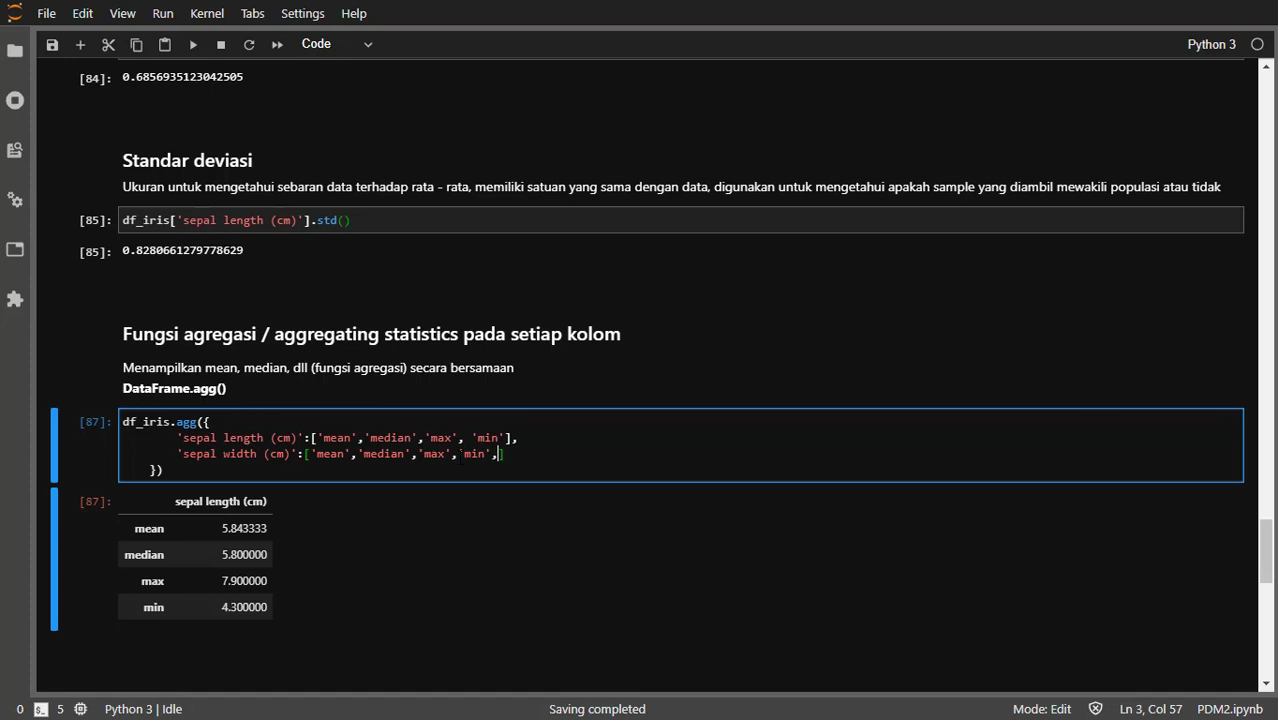 File Edit View Run Kernel Tabs Settings Help
Code Python 3
[84]: 0.6856935123042505
Standar deviasi
Ukuran untuk mengetahui sebaran data terhadap rata - rata, memiliki satuan yang sama dengan data, digunakan untuk mengetahui apakah sample yang diambil mewakili populasi atau tidak
[85]: df_iris['sepal length (cm)'].std()
[85]: 0.8280661279778629
Fungsi agregasi / aggregating statistics pada setiap kolom
Menampilkan mean, median, dll (fungsi agregasi) secara bersamaan
DataFrame.agg()
[87]: df_iris.agg({
'sepal length (cm)':['mean','median','max', 'min'],
'sepal width (cm)':['mean','median','max','min',]
})
[87]: sepal length (cm)
mean 5.843333
median 5.800000
max 7.900000
min 4.300000
0 $_ 5 Python 3 | Idle Saving completed Mode: Edit Ln 3, Col 57 PDM2.ipynb